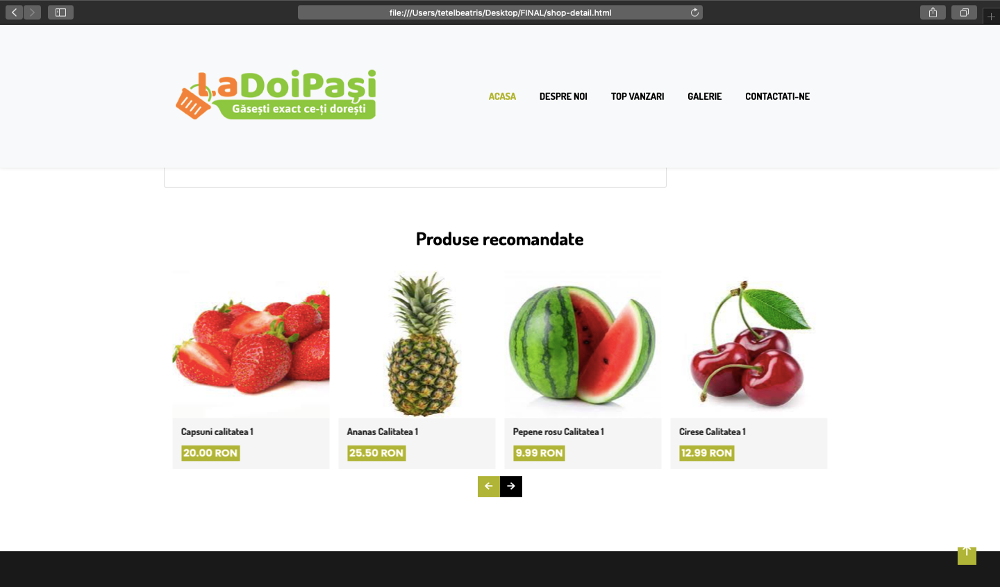 file:///Users/tetelbeatris/Desktop/FINAL/shop-detail.html
LaDoiPași
Găsești exact ce-ți dorești
ACASA DESPRE NOI TOP VANZARI GALERIE CONTACTATI-NE
Produse recomandate
Capsuni calitatea 1
20.00 RON
Ananas Calitatea 1
25.50 RON
Pepene rosu Calitatea 1
9.99 RON
Cirese Calitatea 1
12.99 RON